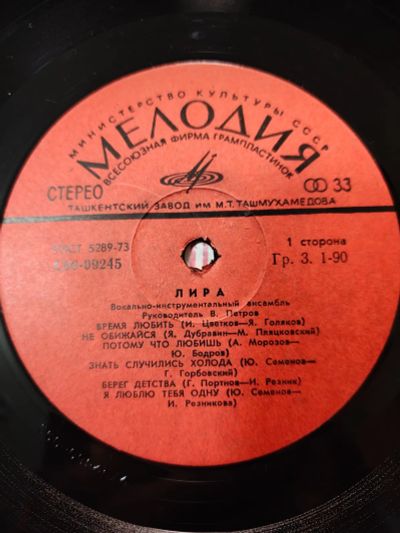 МИНИСТЕРСТВО КУЛЬТУРЫ СССР
МЕЛОДИЯ
ВСЕСОЮЗНАЯ ФИРМА ГРАМПЛАСТИНОК
СТЕРЕО
33
ТАШКЕНТСКИЙ ЗАВОД ИМ М.Т. ТАШМУХАМЕДОВА
5289-73
1 сторона
С60-09245
Гр. 3. 1-90
ЛИРА
Вокально-инструментальный ансамбль
Руководитель В. Петров
ВРЕМЯ ЛЮБИТЬ (И. Цветков—Я. Голяков)
НЕ ОБИЖАЙСЯ (Я. Дубравин—М. Пляцковский)
ПОТОМУ ЧТО ЛЮБИШЬ (А. Морозов—
Ю. Бодров)
ЗНАТЬ СЛУЧИЛИСЬ ХОЛОДА (Ю. Семенов—
Г. Горбовский)
БЕРЕГ ДЕТСТВА (Г. Портнов—И. Резник)
Я ЛЮБЛЮ ТЕБЯ ОДНУ (Ю. Семенов—
И. Резникова)